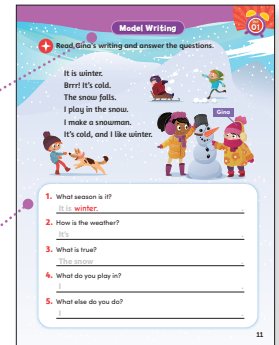 Model Writing
01
Read Gina's writing and answer the questions.
It is winter.
Brrr! It's cold.
The snow falls.
I play in the snow.
I make a snowman.
It's cold, and I like winter.
Gina
1. What season is it?
It is winter.
2. How is the weather?
It's .
3. What is true?
The snow .
4. What do you play in?
I .
5. What else do you do?
I .
11